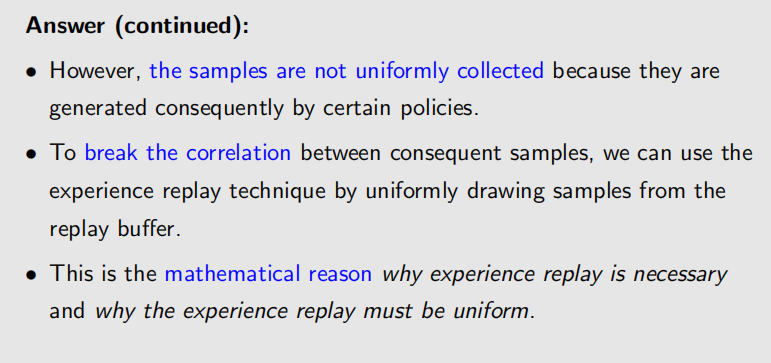 Answer (continued):
• However, the samples are not uniformly collected because they are
generated consequently by certain policies.
• To break the correlation between consequent samples, we can use the
experience replay technique by uniformly drawing samples from the
replay buffer.
• This is the mathematical reason why experience replay is necessary
and why the experience replay must be uniform.